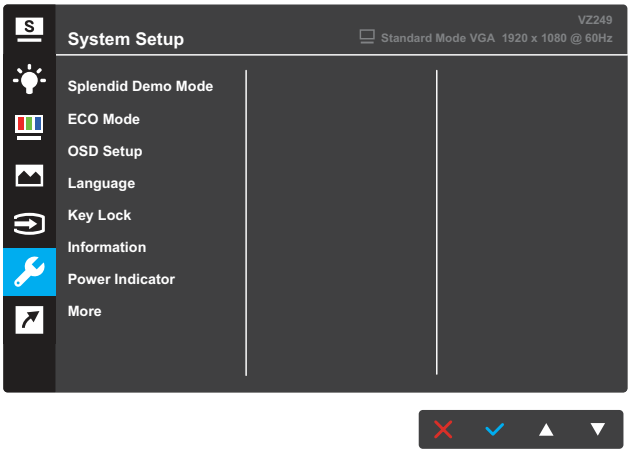 S
VZ249
System Setup
Standard Mode VGA 1920 x 1080 @ 60Hz
Splendid Demo Mode
ECO Mode
OSD Setup
Language
Key Lock
Information
Power Indicator
More